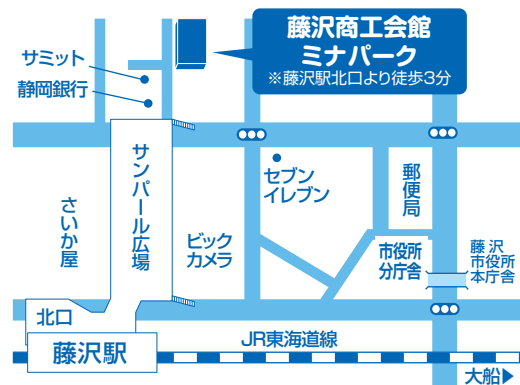 藤沢商工会館
ミナパーク
※藤沢駅北口より徒歩3分
サミット
静岡銀行
サンパール広場
さいか屋
セブン
イレブン
ビック
カメラ
郵便局
市役所
分庁舎
藤沢
市役所
本庁舎
北口
藤沢駅
JR東海道線
大船▶